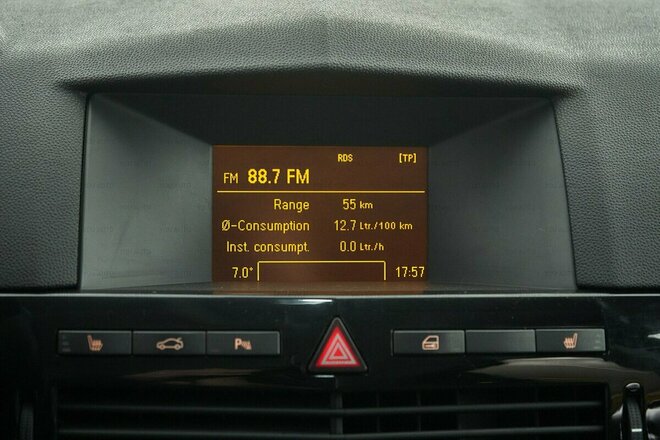 RDS [TP]
FM 88.7 FM
Range 55 km
Ø-Consumption 12.7 Ltr./100 km
Inst. consumpt. 0.0 Ltr./h
7.0° 17:57